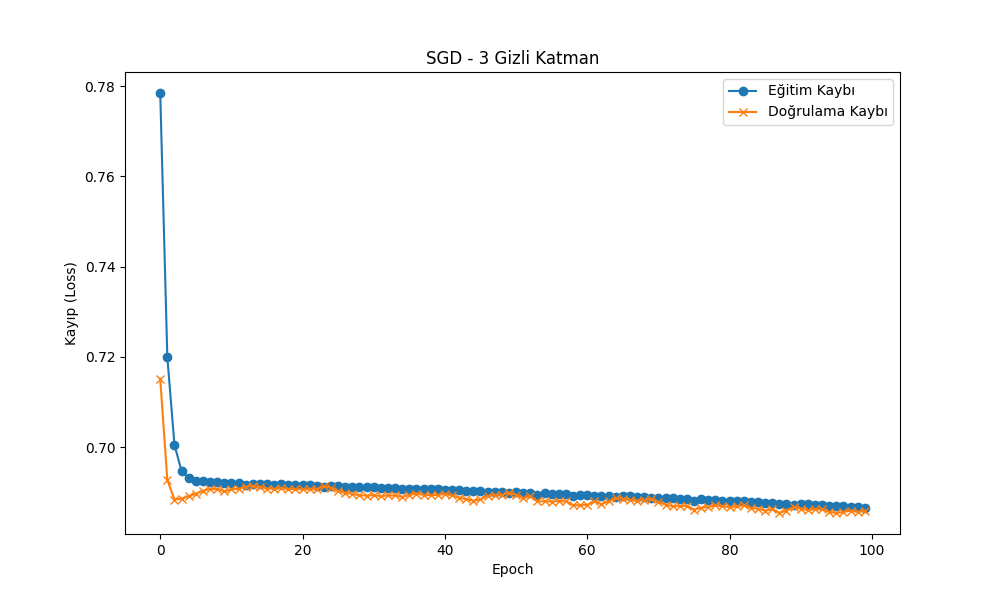 SGD - 3 Gizli Katman
Eğitim Kaybı
Doğrulama Kaybı
Kayıp (Loss)
0.78
0.76
0.74
0.72
0.70
0
20
40
60
80
100
Epoch